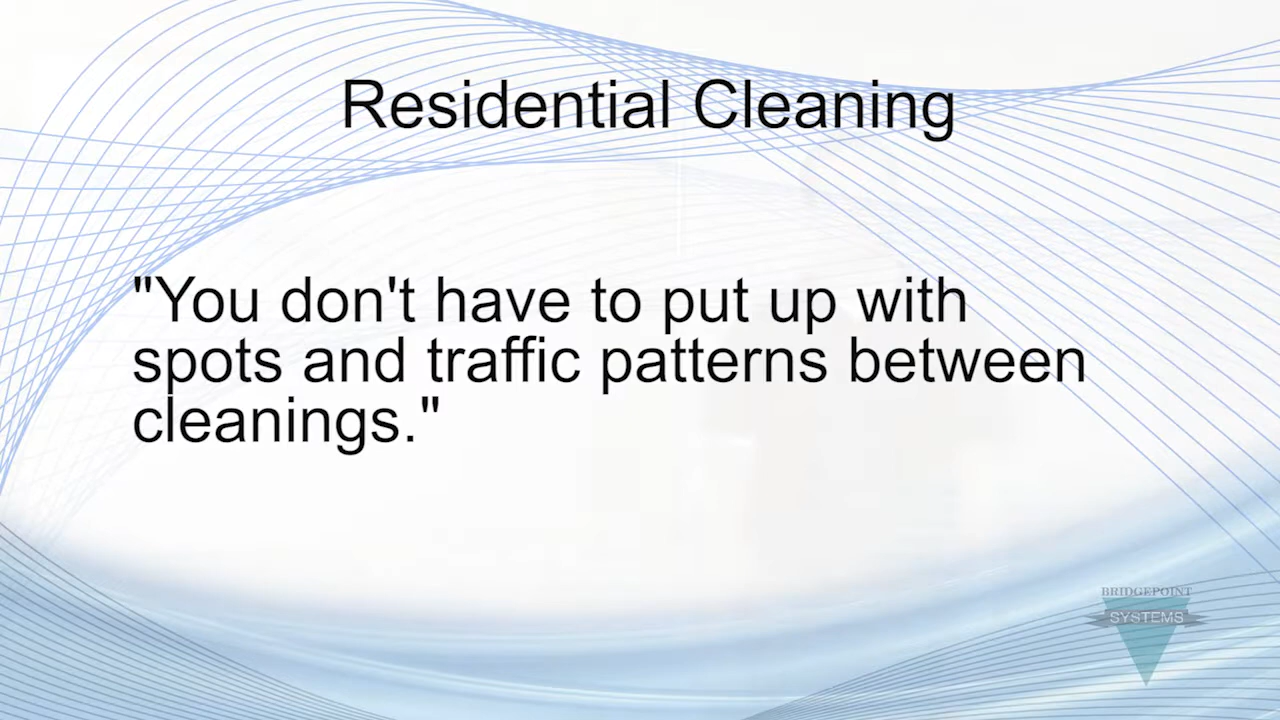 Residential Cleaning
"You don't have to put up with
spots and traffic patterns between
cleanings."
BRIDGEPOINT
SYSTEMS